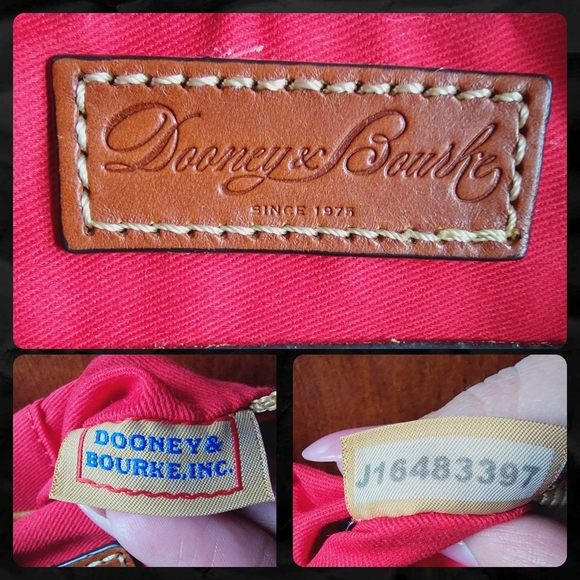 Dooney & Bourke
SINCE 1975
DOONEY &
BOURKE, INC.
J16483397